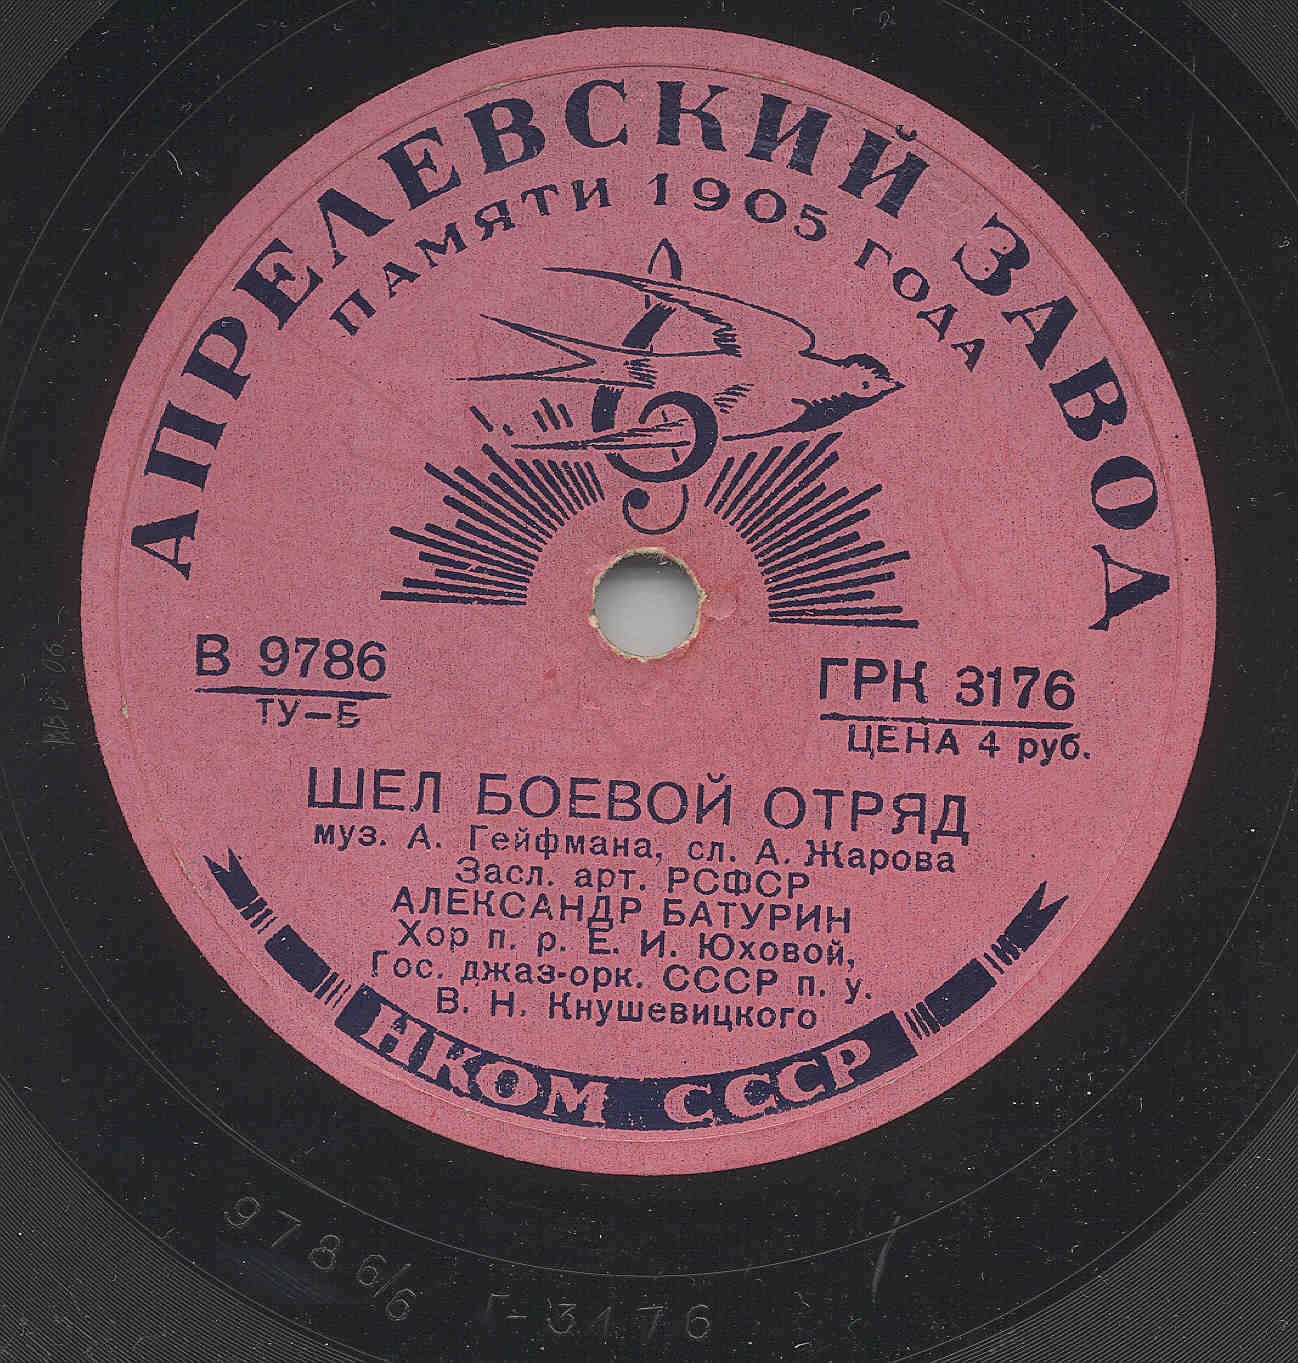 АПРЕЛЕВСКИЙ ЗАВОД
ПАМЯТИ 1905 ГОДА
В 9786
ТУ-Б
ГРК 3176
ЦЕНА 4 руб.
ШЕЛ БОЕВОЙ ОТРЯД
муз. А. Гейфмана, сл. А. Жарова
Засл. арт. РСФСР
АЛЕКСАНДР БАТУРИН
Хор п. р. Е. И. Юховой,
Гос. джаз-орк. СССР п. у.
В. Н. Кнушевицкого
НКОМ СССР
9786/6
Г-3176